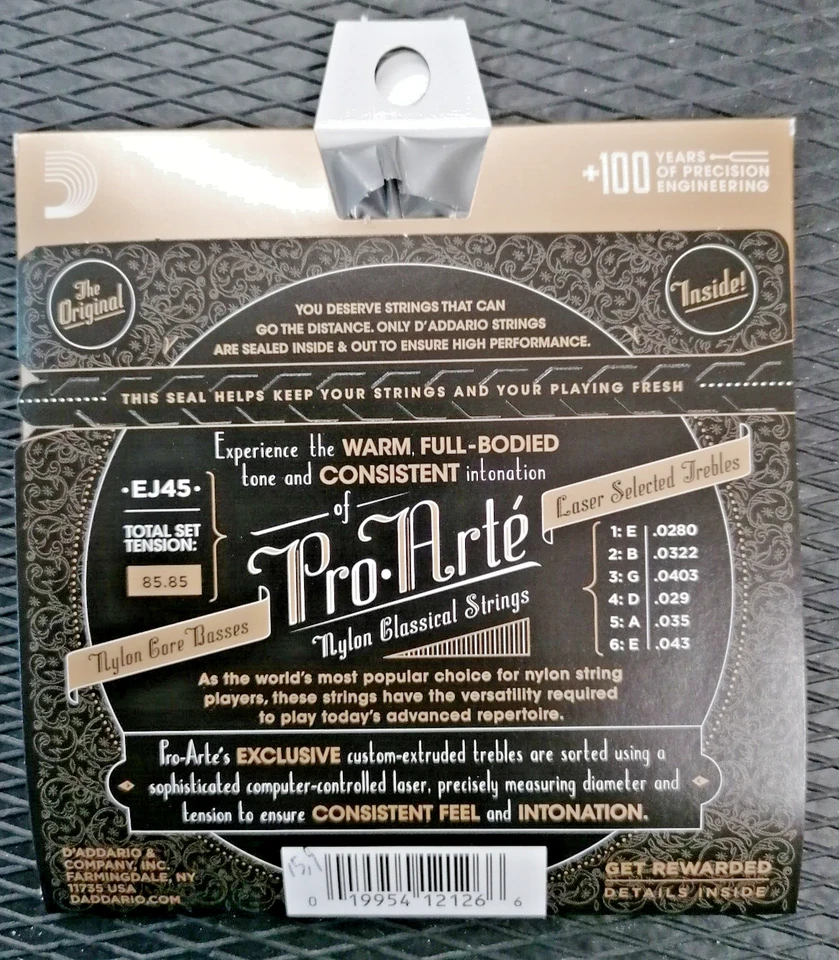 +100 YEARS
OF PRECISION
ENGINEERING
The
Original
Inside!
YOU DESERVE STRINGS THAT CAN
GO THE DISTANCE. ONLY D'ADDARIO STRINGS
ARE SEALED INSIDE & OUT TO ENSURE HIGH PERFORMANCE.
THIS SEAL HELPS KEEP YOUR STRINGS AND YOUR PLAYING FRESH
Experience the WARM, FULL-BODIED
tone and CONSISTENT intonation
of
Pro·Arté
Nylon Classical Strings
·EJ45·
TOTAL SET
TENSION:
85.85
Nylon Core Basses
Laser Selected Trebles
1: E .0280
2: B .0322
3: G .0403
4: D .029
5: A .035
6: E .043
As the world's most popular choice for nylon string
players, these strings have the versatility required
to play today's advanced repertoire.
Pro-Arté's EXCLUSIVE custom-extruded trebles are sorted using a
sophisticated computer-controlled laser, precisely measuring diameter and
tension to ensure CONSISTENT FEEL and INTONATION.
D'ADDARIO &
COMPANY, INC.
FARMINGDALE, NY
11735 USA
DADDARIO.COM
0 19954 12126 6
GET REWARDED
DETAILS INSIDE